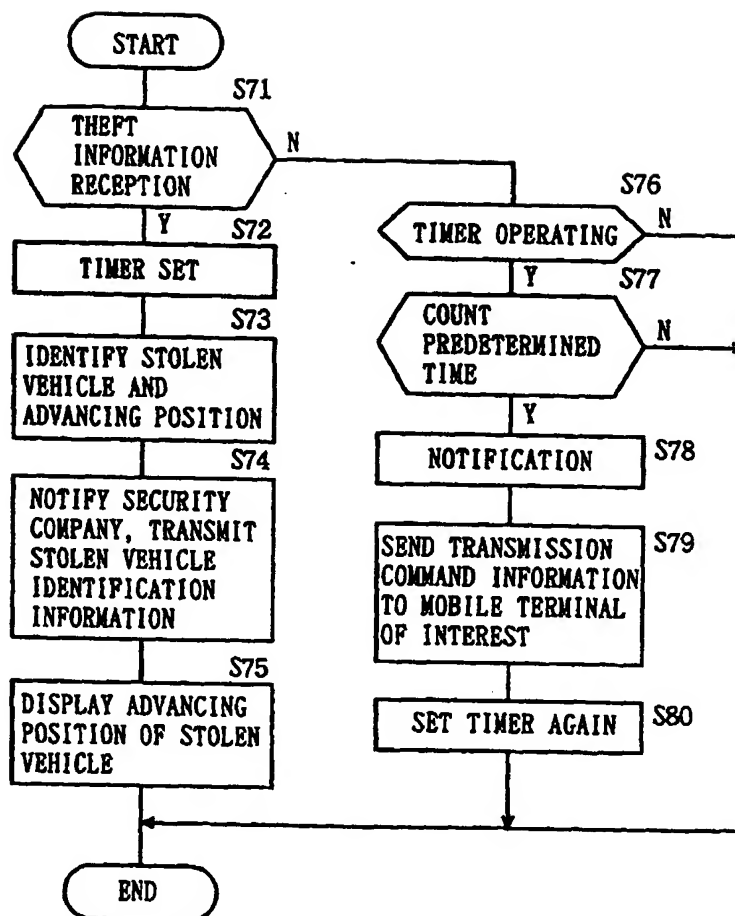 START
S71
THEFT
INFORMATION
RECEPTION
N
Y
S72
TIMER SET
S73
IDENTIFY STOLEN
VEHICLE AND
ADVANCING POSITION
S74
NOTIFY SECURITY
COMPANY, TRANSMIT
STOLEN VEHICLE
IDENTIFICATION
INFORMATION
S75
DISPLAY ADVANCING
POSITION OF STOLEN
VEHICLE
END
S76
TIMER OPERATING
N
Y
S77
COUNT
PREDETERMINED
TIME
N
Y
NOTIFICATION
S78
SEND TRANSMISSION
COMMAND INFORMATION
TO MOBILE TERMINAL
OF INTEREST
S79
SET TIMER AGAIN
S80